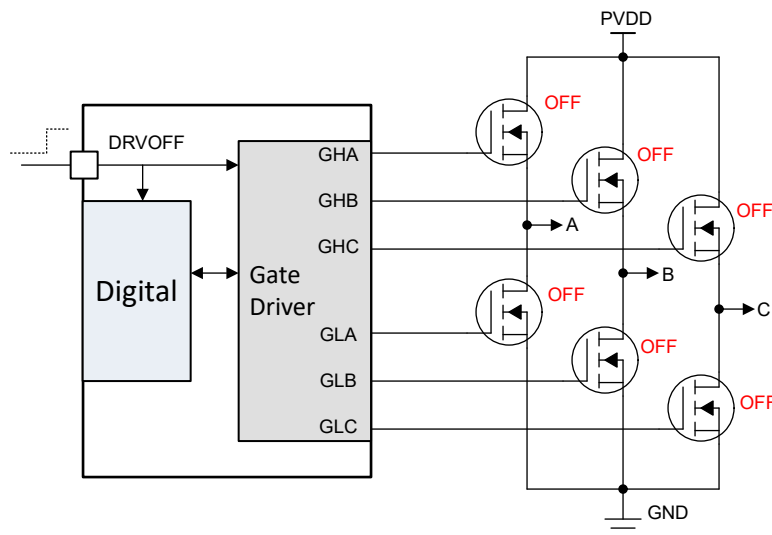 PVDD
OFF
DRVOFF
GHA
OFF
GHB
OFF
A
GHC
Digital
Gate
Driver
B
OFF
C
GLA
OFF
GLB
OFF
GLC
GND